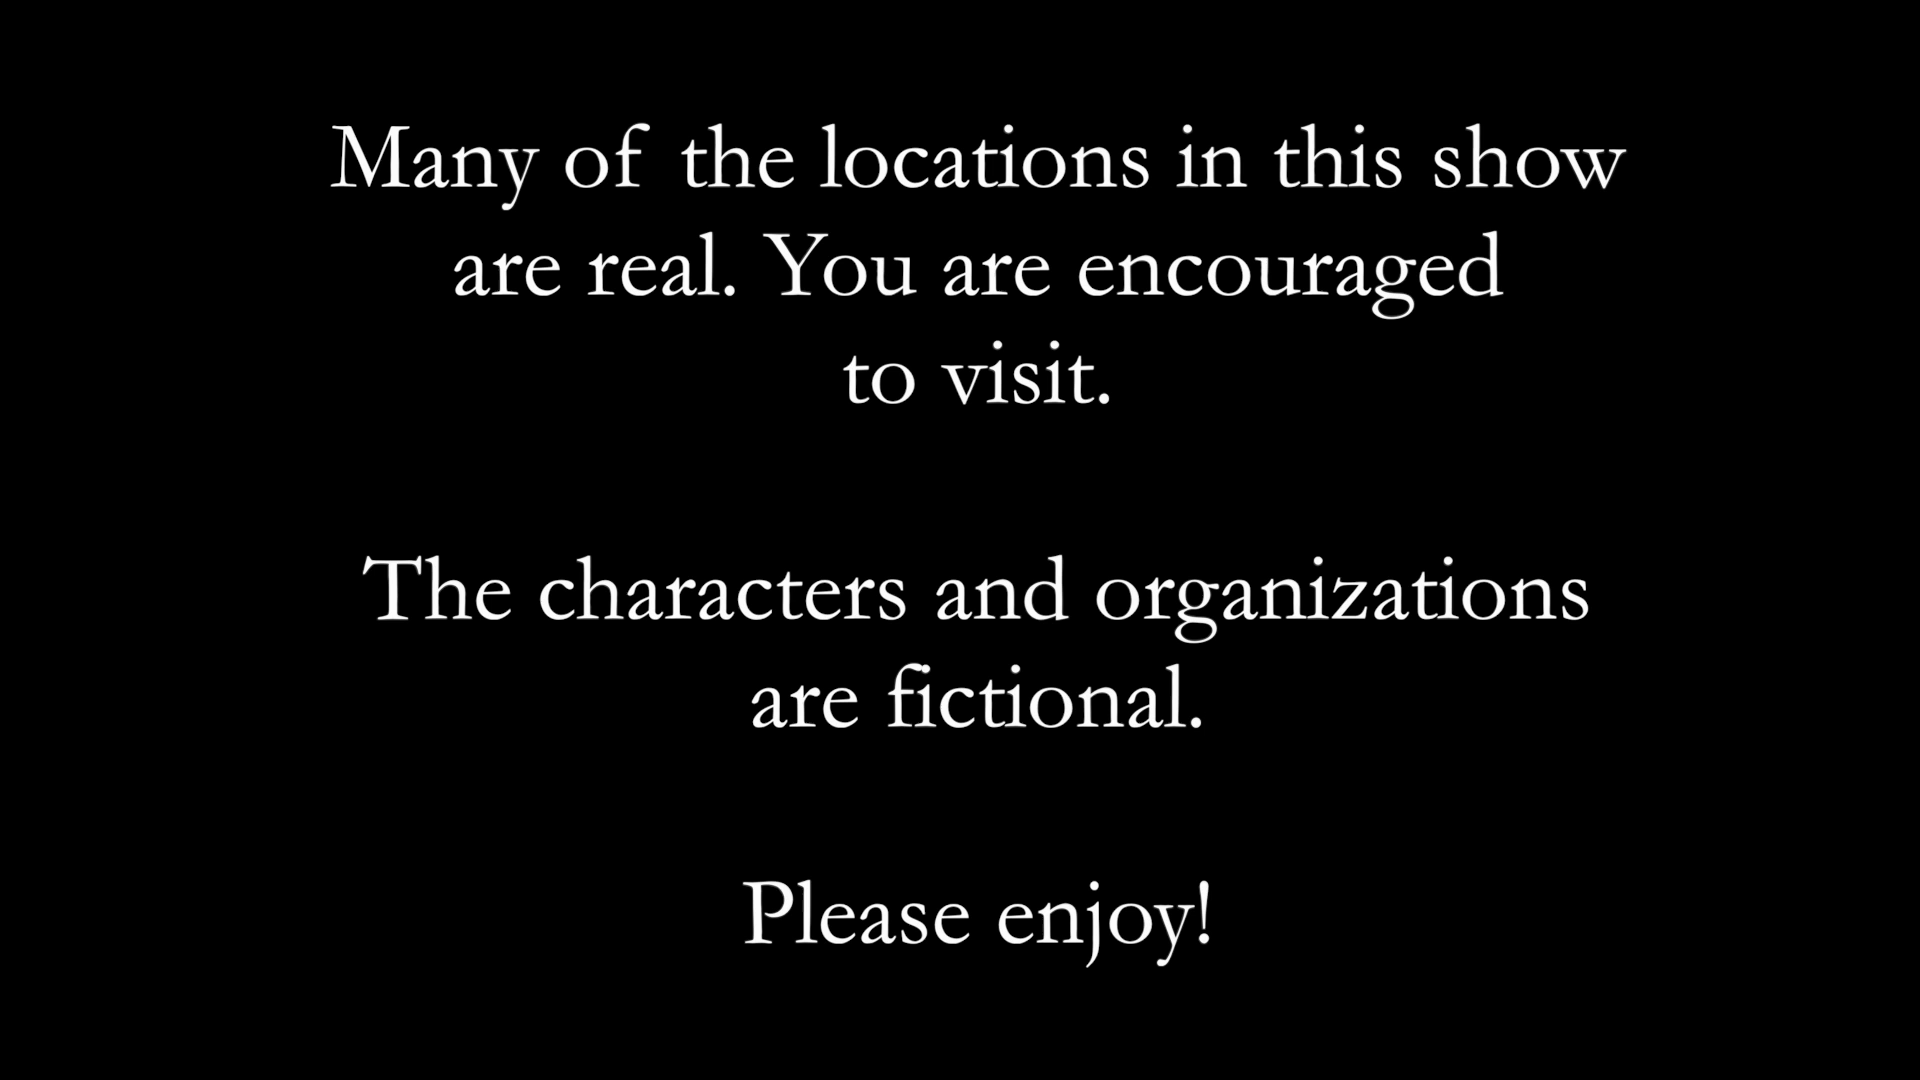 Many of the locations in this show
are real. You are encouraged
to visit.
The characters and organizations
are fictional.
Please enjoy!